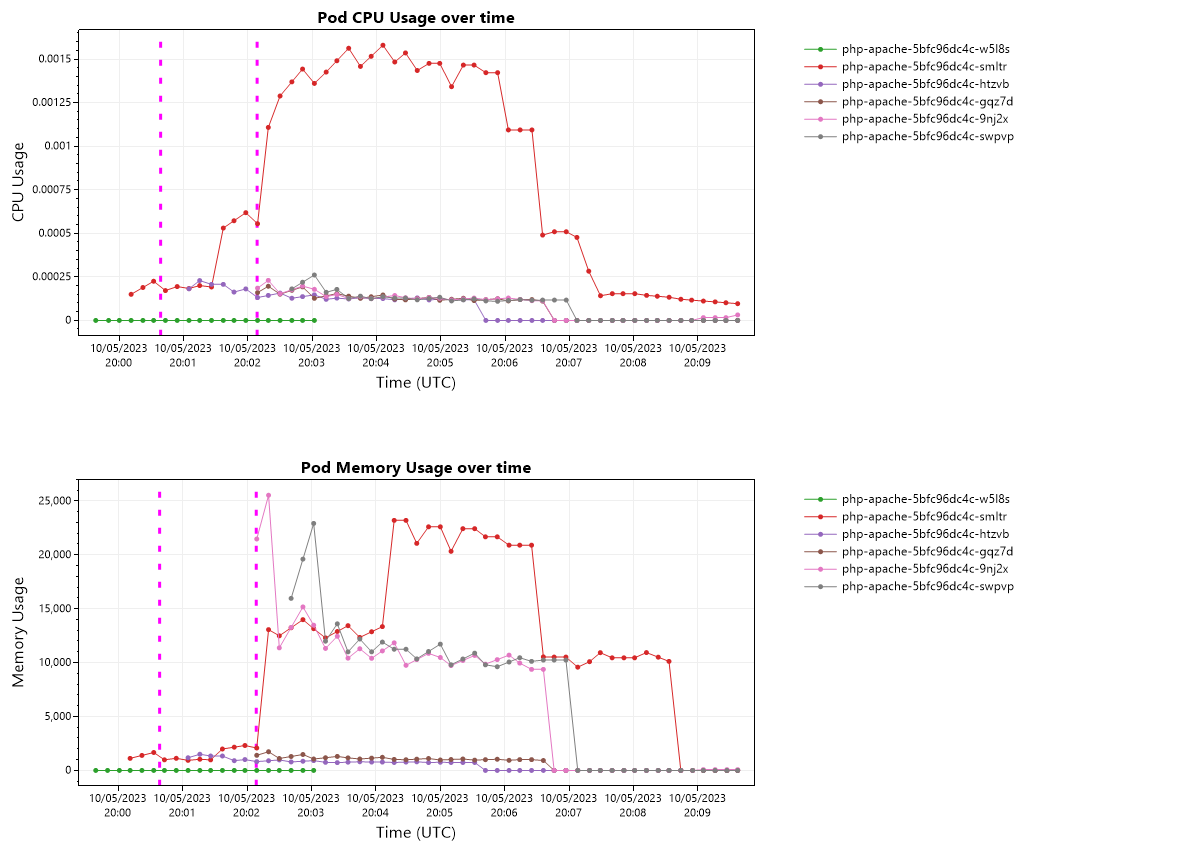 Pod CPU Usage over time
CPU Usage
0.0015
0.00125
0.001
0.00075
0.0005
0.00025
0
10/05/2023 10/05/2023 10/05/2023 10/05/2023 10/05/2023 10/05/2023 10/05/2023 10/05/2023 10/05/2023 10/05/2023
20:00 20:01 20:02 20:03 20:04 20:05 20:06 20:07 20:08 20:09
Time (UTC)
php-apache-5bfc96dc4c-w5l8s
php-apache-5bfc96dc4c-smltr
php-apache-5bfc96dc4c-htzvb
php-apache-5bfc96dc4c-gqz7d
php-apache-5bfc96dc4c-9nj2x
php-apache-5bfc96dc4c-swpvp
Pod Memory Usage over time
Memory Usage
25,000
20,000
15,000
10,000
5,000
0
10/05/2023 10/05/2023 10/05/2023 10/05/2023 10/05/2023 10/05/2023 10/05/2023 10/05/2023 10/05/2023 10/05/2023
20:00 20:01 20:02 20:03 20:04 20:05 20:06 20:07 20:08 20:09
Time (UTC)
php-apache-5bfc96dc4c-w5l8s
php-apache-5bfc96dc4c-smltr
php-apache-5bfc96dc4c-htzvb
php-apache-5bfc96dc4c-gqz7d
php-apache-5bfc96dc4c-9nj2x
php-apache-5bfc96dc4c-swpvp